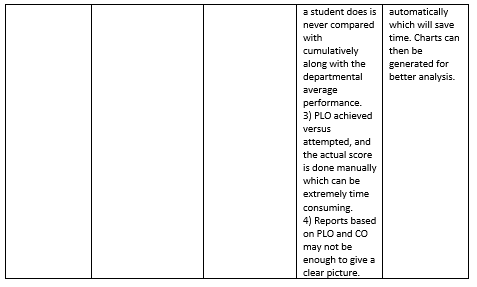 a student does is
never compared
with
cumulatively
along with the
departmental
average
performance.
3) PLO achieved
versus
attempted, and
the actual score
is done manually
which can be
extremely time
consuming.
4) Reports based
on PLO and CO
may not be
enough to give a
clear picture.
automatically
which will save
time. Charts can
then be
generated for
better analysis.